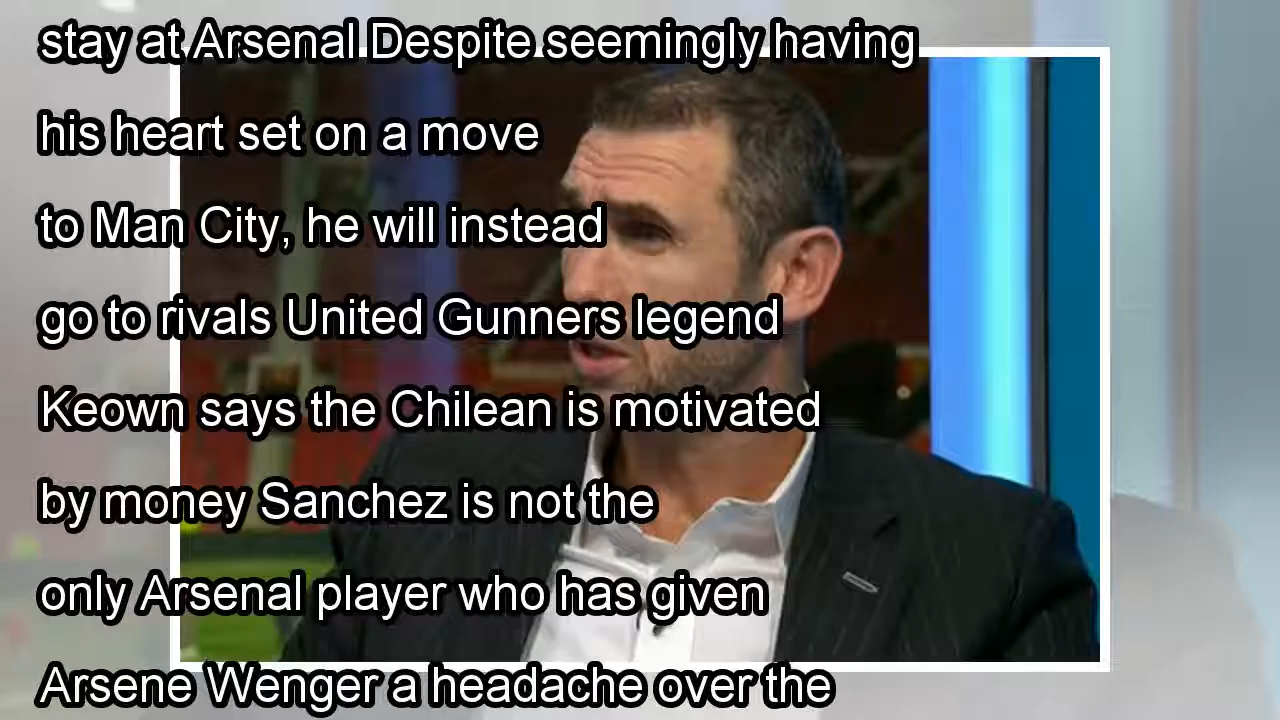 stay at Arsenal Despite seemingly having
his heart set on a move
to Man City, he will instead
go to rivals United Gunners legend
Keown says the Chilean is motivated
by money Sanchez is not the
only Arsenal player who has given
Arsene Wenger a headache over the